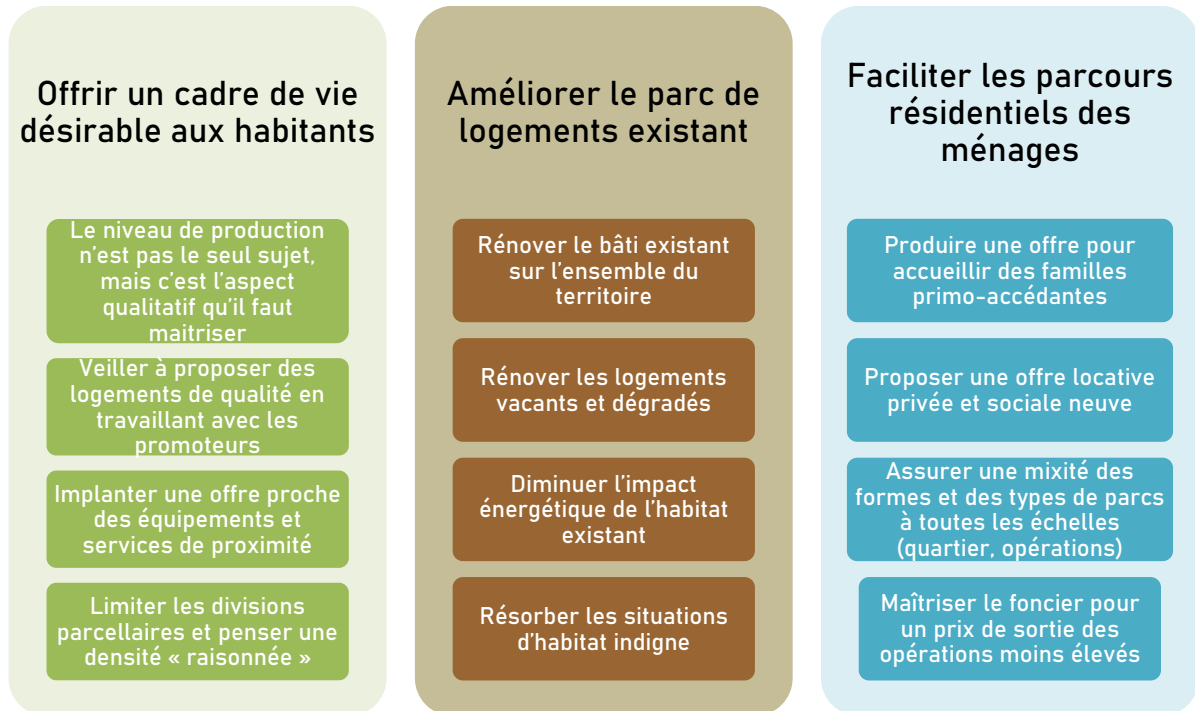 Offrir un cadre de vie
désirable aux habitants
Le niveau de production
n'est pas le seul sujet,
mais c'est l'aspect
qualitatif qu'il faut
maitriser
Veiller à proposer des
logements de qualité en
travaillant avec les
promoteurs
Implanter une offre proche
des équipements et
services de proximité
Limiter les divisions
parcellaires et penser une
densité « raisonnée »
Améliorer le parc de
logements existant
Rénover le bâti existant
sur l'ensemble du
territoire
Rénover les logements
vacants et dégradés
Diminuer l'impact
énergétique de l'habitat
existant
Résorber les situations
d'habitat indigne
Faciliter les parcours
résidentiels des
ménages
Produire une offre pour
accueillir des familles
primo-accédantes
Proposer une offre locative
privée et sociale neuve
Assurer une mixité des
formes et des types de parcs
à toutes les échelles
(quartier, opérations)
Maîtriser le foncier pour
un prix de sortie des
opérations moins élevés